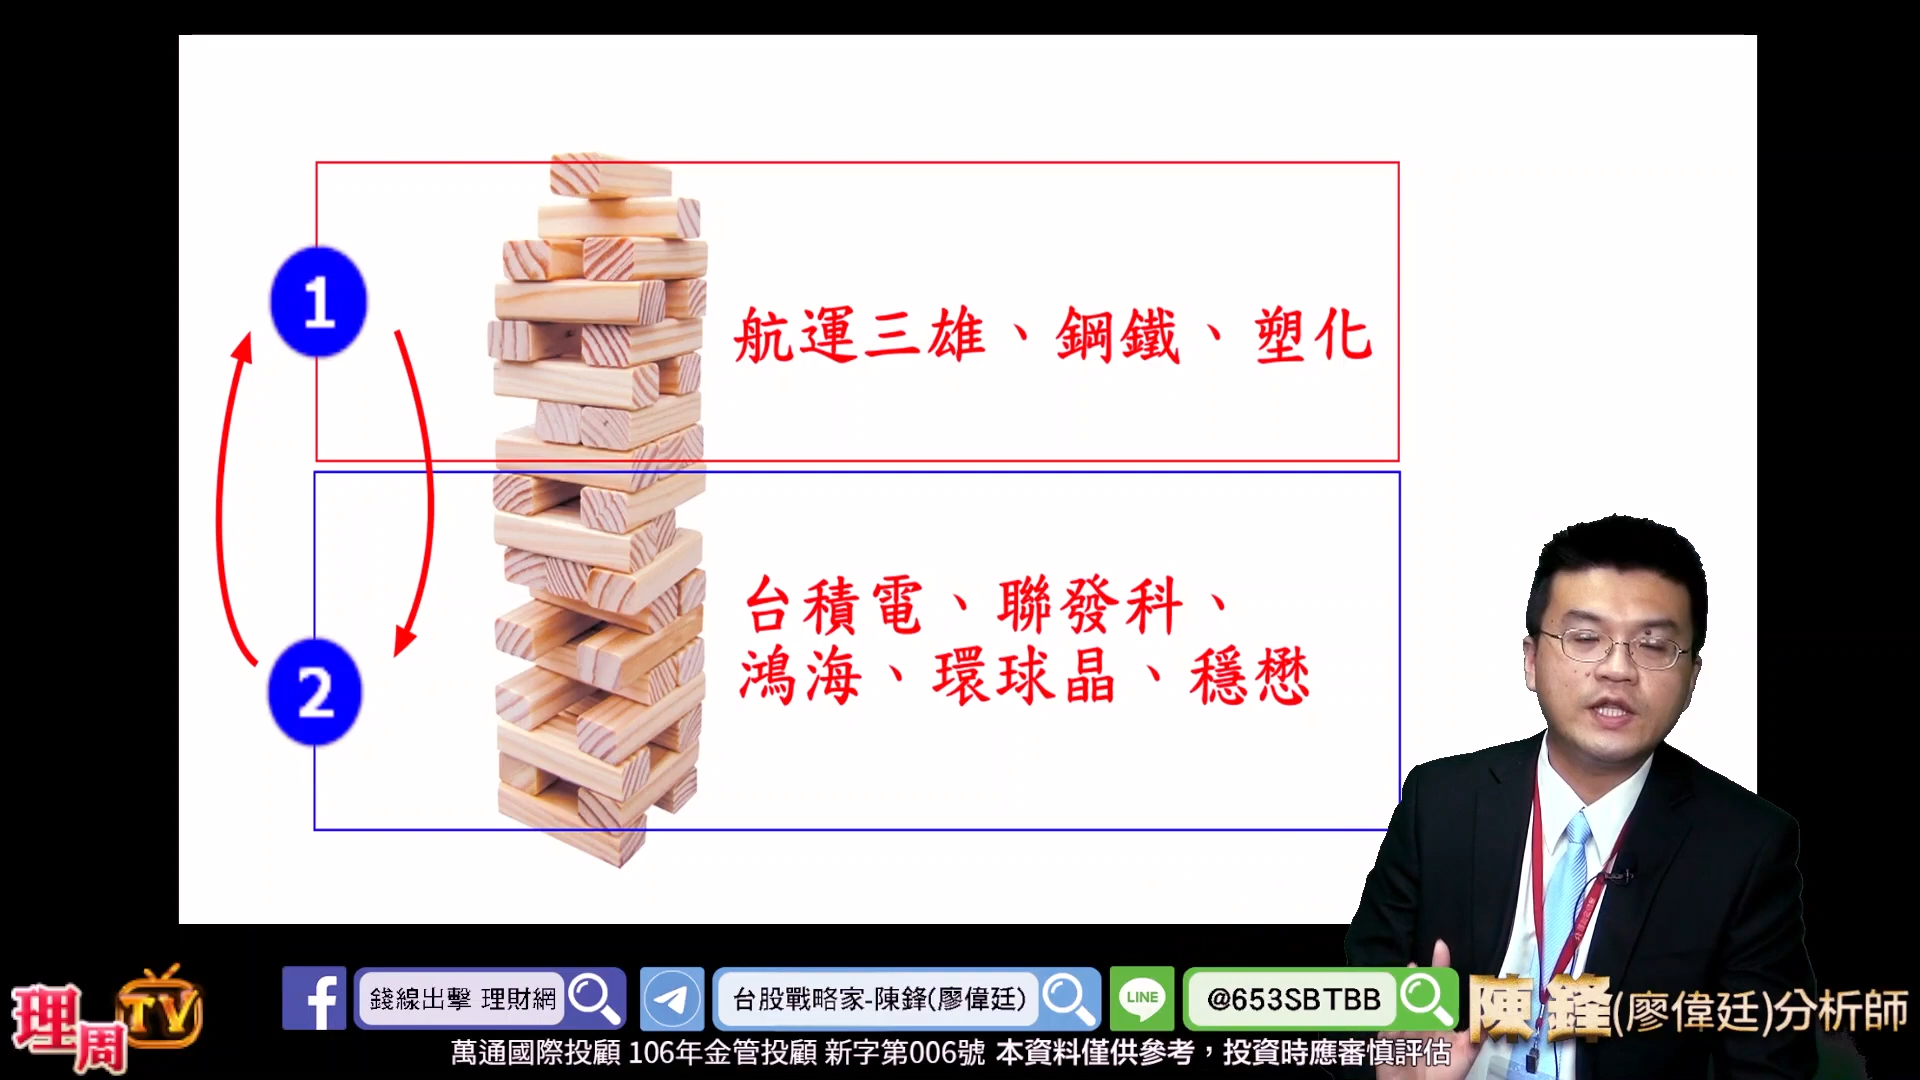 1
航運三雄、鋼鐵、塑化
2
台積電、聯發科、
鴻海、環球晶、穩懋
理周TV
錢線出擊 理財網
台股戰略家-陳鋒(廖偉廷)
LINE
@653SBTBB
陳 鋒(廖偉廷)分析師
萬通國際投顧 106年金管投顧 新字第006號 本資料僅供參考，投資時應審慎評估